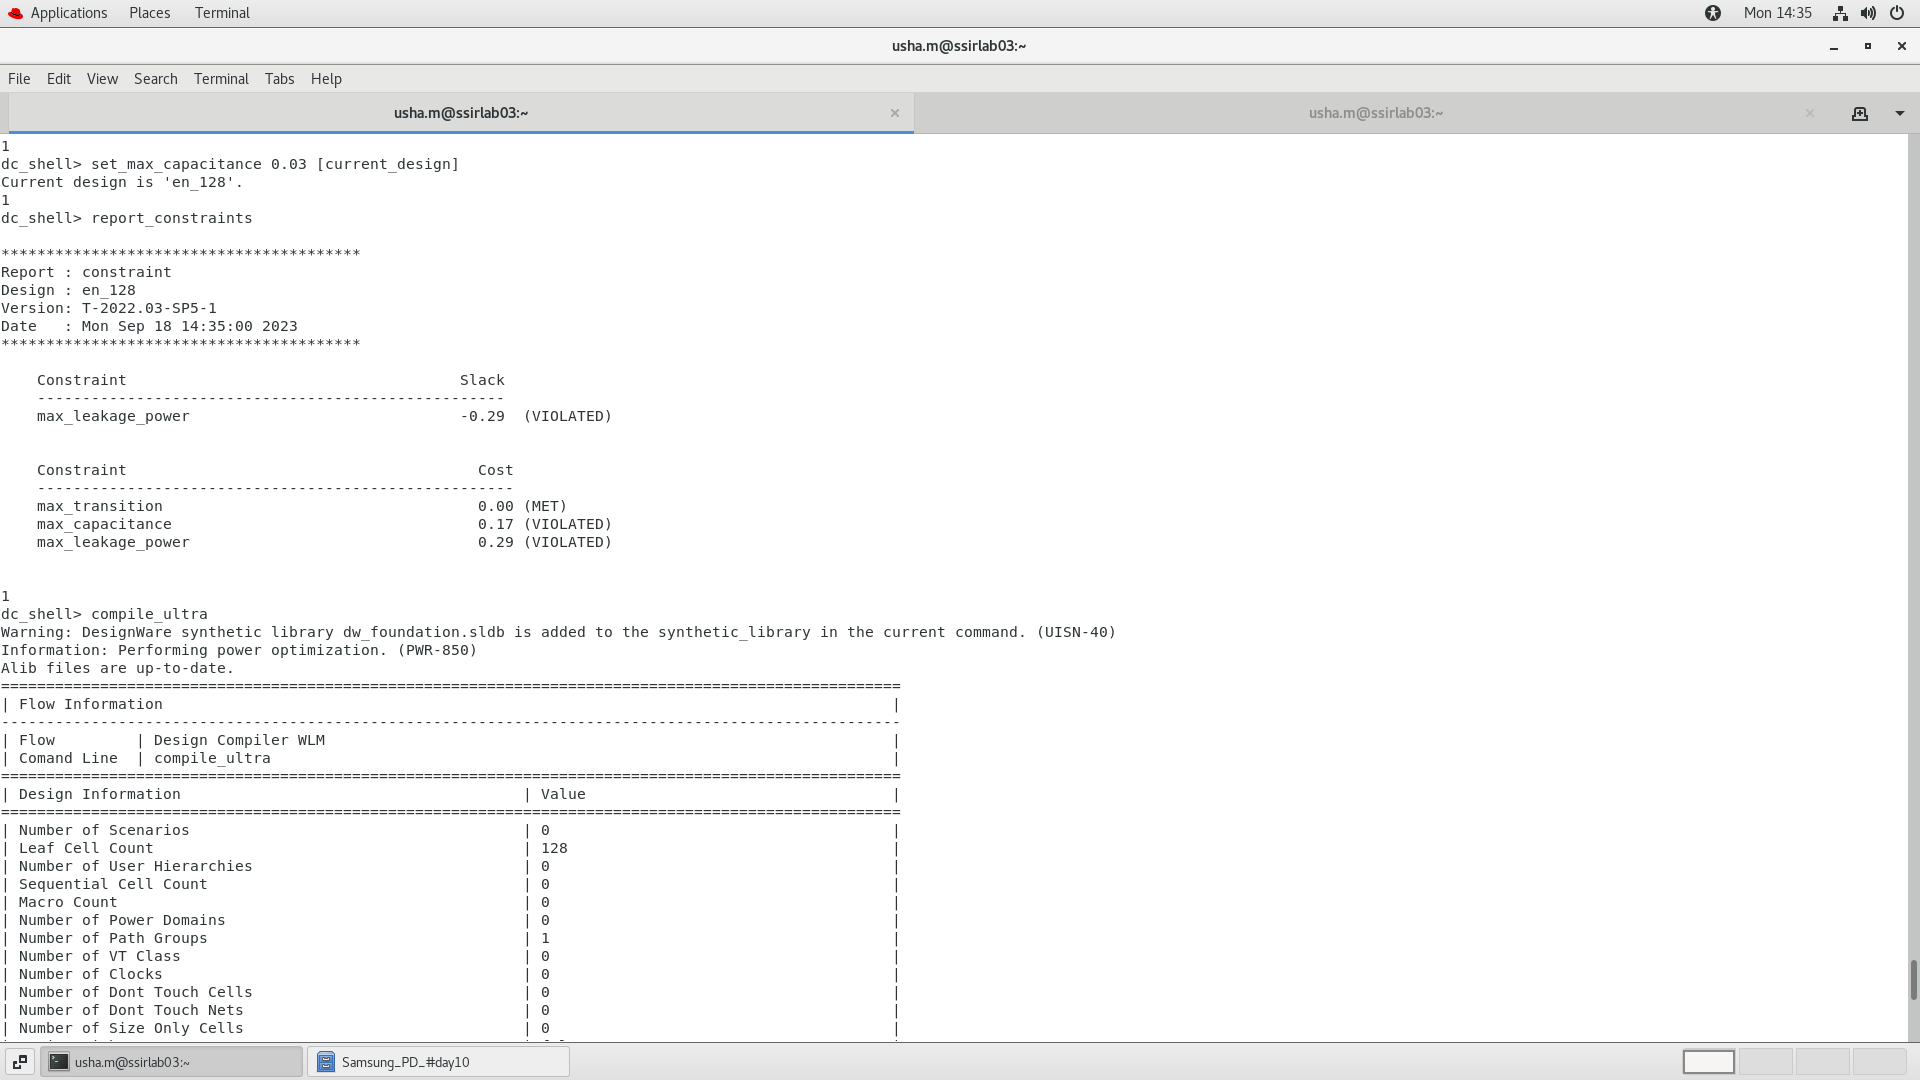 Applications Places Terminal Mon 14:35
usha.m@ssirlab03:~
File Edit View Search Terminal Tabs Help
usha.m@ssirlab03:~ × usha.m@ssirlab03:~ ×
1
dc_shell> set_max_capacitance 0.03 [current_design]
Current design is 'en_128'.
1
dc_shell> report_constraints
****************************************
Report : constraint
Design : en_128
Version: T-2022.03-SP5-1
Date   : Mon Sep 18 14:35:00 2023
****************************************
Constraint Slack
----------------------------------------------------
max_leakage_power -0.29 (VIOLATED)
Constraint Cost
-----------------------------------------------------
max_transition 0.00 (MET)
max_capacitance 0.17 (VIOLATED)
max_leakage_power 0.29 (VIOLATED)
1
dc_shell> compile_ultra
Warning: DesignWare synthetic library dw_foundation.sldb is added to the synthetic_library in the current command. (UISN-40)
Information: Performing power optimization. (PWR-850)
Alib files are up-to-date.
====================================================================================================
| Flow Information |
----------------------------------------------------------------------------------------------------
| Flow | Design Compiler WLM |
| Comand Line | compile_ultra |
====================================================================================================
| Design Information | Value |
====================================================================================================
| Number of Scenarios | 0 |
| Leaf Cell Count | 128 |
| Number of User Hierarchies | 0 |
| Sequential Cell Count | 0 |
| Macro Count | 0 |
| Number of Power Domains | 0 |
| Number of Path Groups | 1 |
| Number of VT Class | 0 |
| Number of Clocks | 0 |
| Number of Dont Touch Cells | 0 |
| Number of Dont Touch Nets | 0 |
| Number of Size Only Cells | 0 |
usha.m@ssirlab03:~ Samsung_PD_#day10